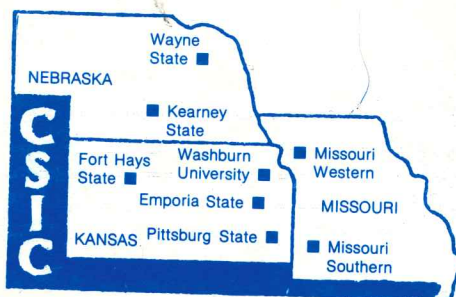 Wayne
State
NEBRASKA
Kearney
State
CSIC
Fort Hays
State
Washburn
University
Emporia State
KANSAS
Pittsburg State
Missouri
Western
MISSOURI
Missouri
Southern